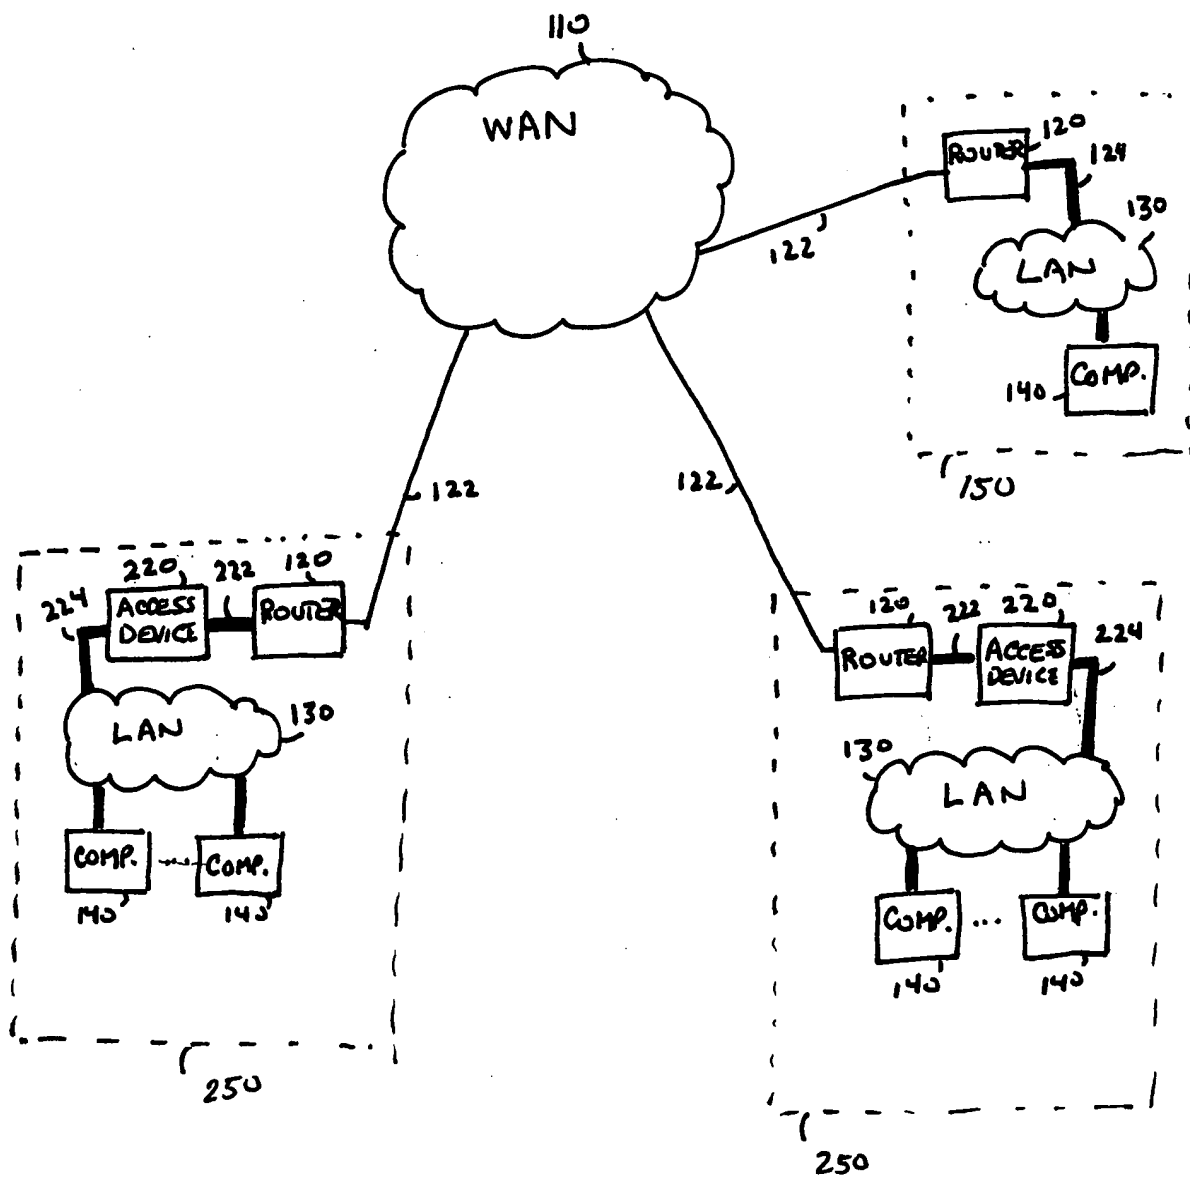 110
WAN
120
ROUTER
124
130
LAN
122
COMP.
140
150
122
122
220
222
120
224
ACCESS
DEVICE
ROUTER
130
LAN
COMP.
COMP.
140
140
250
120
222
220
224
ROUTER
ACCESS
DEVICE
130
LAN
COMP.
...
COMP.
140
140
250